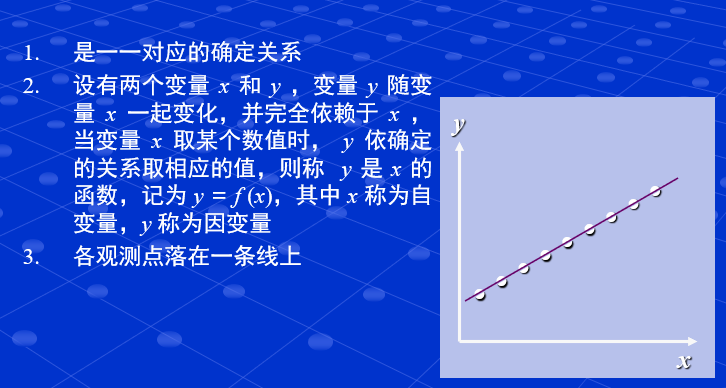 1. 是一一对应的确定关系
2. 设有两个变量 x 和 y ，变量 y 随变
量 x 一起变化，并完全依赖于 x ，
当变量 x 取某个数值时， y 依确定
的关系取相应的值，则称 y 是 x 的
函数，记为 y = f (x)，其中 x 称为自
变量，y 称为因变量
3. 各观测点落在一条线上
y
x